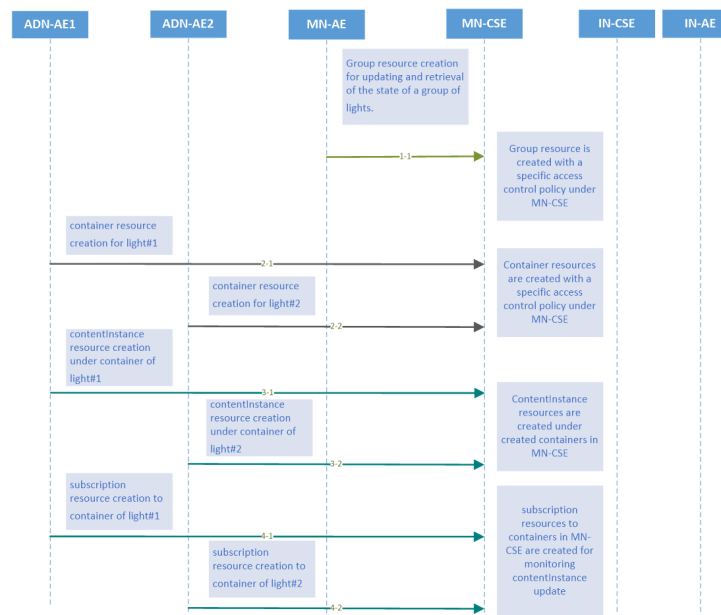 ADN-AE1
ADN-AE2
MN-AE
MN-CSE
IN-CSE
IN-AE
Group resource creation
for updating and retrieval
of the state of a group of
lights.
1-1
Group resource is
created with a
specific access
control policy under
MN-CSE
container resource
creation for light#1
2-1
Container resources
are created with a
specific access
control policy under
MN-CSE
container resource
creation for light#2
2-2
contentInstance
resource creation
under container of
light#1
3-1
ContentInstance
resources are
created under
created containers in
MN-CSE
contentInstance
resource creation
under container of
light#2
3-2
subscription
resource creation to
container of light#1
4-1
subscription
resources to
containers in MN-
CSE are created for
monitoring
contentInstance
update
subscription
resource creation to
container of light#2
4-2